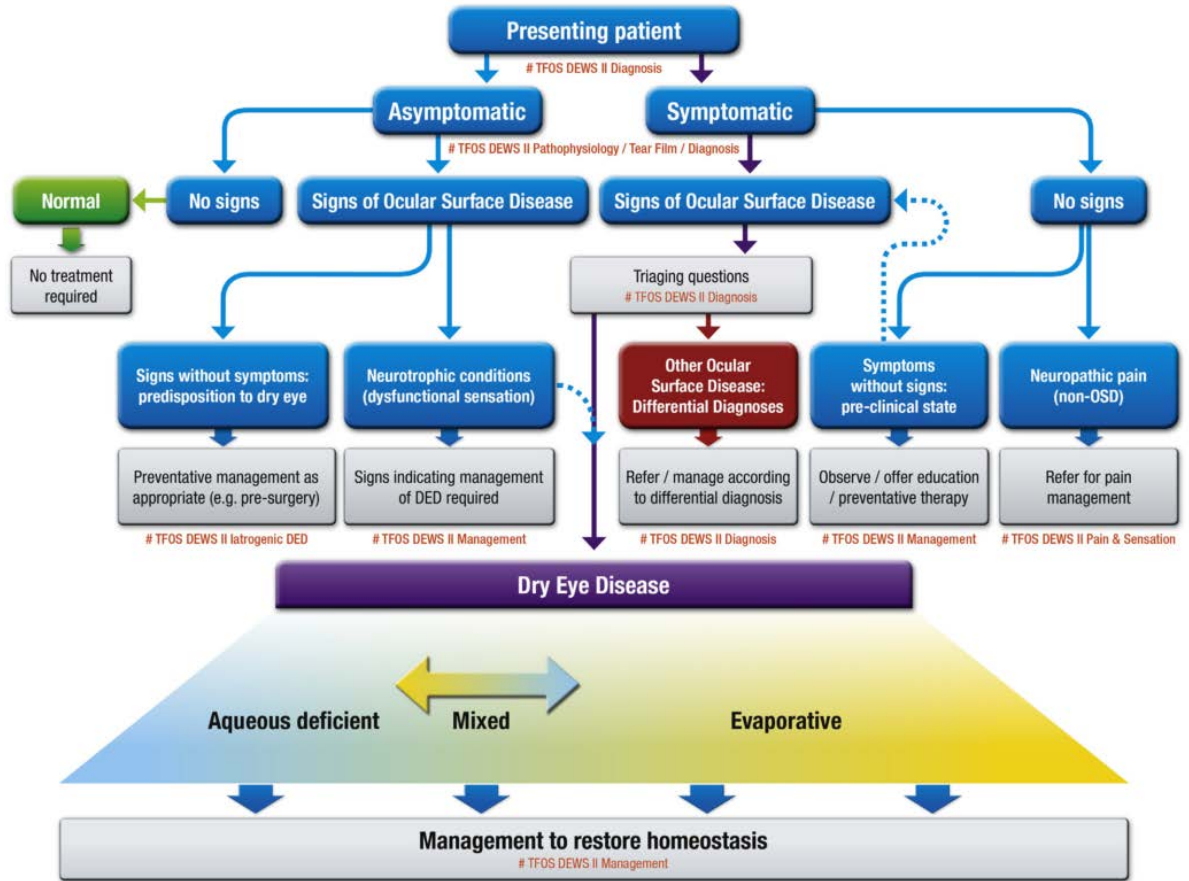 Presenting patient
# TFOS DEWS II Diagnosis
Asymptomatic
Symptomatic
# TFOS DEWS II Pathophysiology / Tear Film / Diagnosis
Normal
No signs
Signs of Ocular Surface Disease
Signs of Ocular Surface Disease
No signs
No treatment
required
Triaging questions
# TFOS DEWS II Diagnosis
Signs without symptoms:
predisposition to dry eye
Neurotrophic conditions
(dysfunctional sensation)
Other Ocular
Surface Disease:
Differential Diagnoses
Symptoms
without signs:
pre-clinical state
Neuropathic pain
(non-OSD)
Preventative management as
appropriate (e.g. pre-surgery)
Signs indicating management
of DED required
Refer / manage according
to differential diagnosis
Observe / offer education
/ preventative therapy
Refer for pain
management
# TFOS DEWS II Iatrogenic DED
# TFOS DEWS II Management
# TFOS DEWS II Diagnosis
# TFOS DEWS II Management
# TFOS DEWS II Pain & Sensation
Dry Eye Disease
Aqueous deficient
Mixed
Evaporative
Management to restore homeostasis
# TFOS DEWS II Management